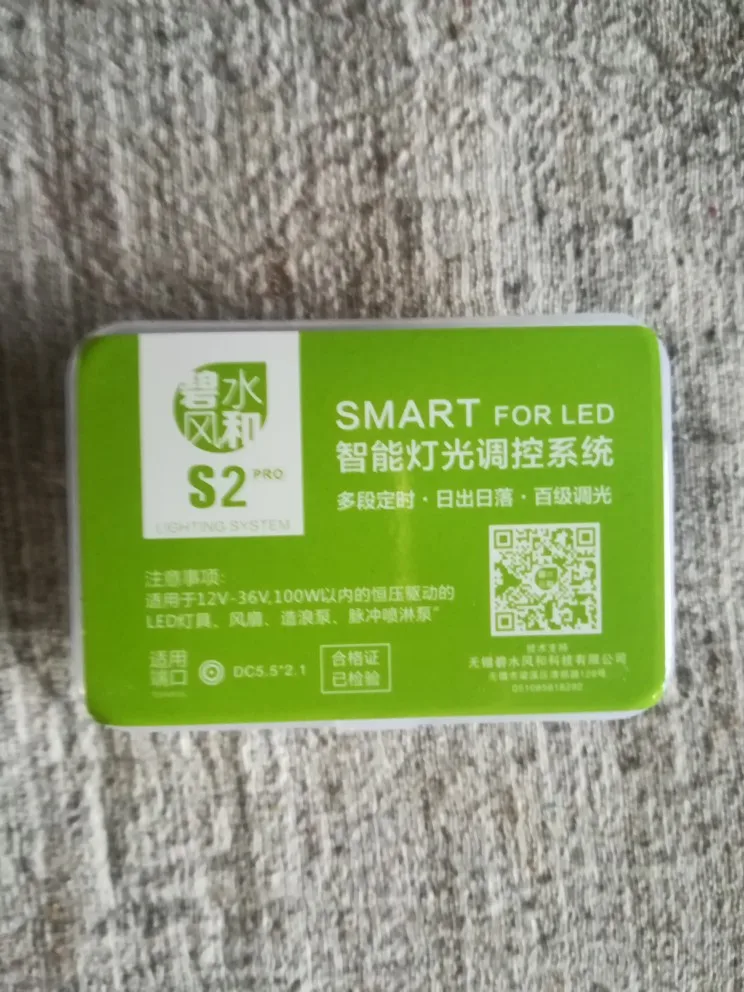 碧水
风和
S2 PRO
LIGHTING SYSTEM
SMART FOR LED
智能灯光调控系统
多段定时·日出日落·百级调光
注意事项:
适用于12V-36V,100W以内的恒压驱动的
LED灯具、风扇、造浪泵、脉冲喷淋泵"
适用
端口
DC5.5*2.1
合格证
已检验
技术支持
无锡碧水风和科技有限公司